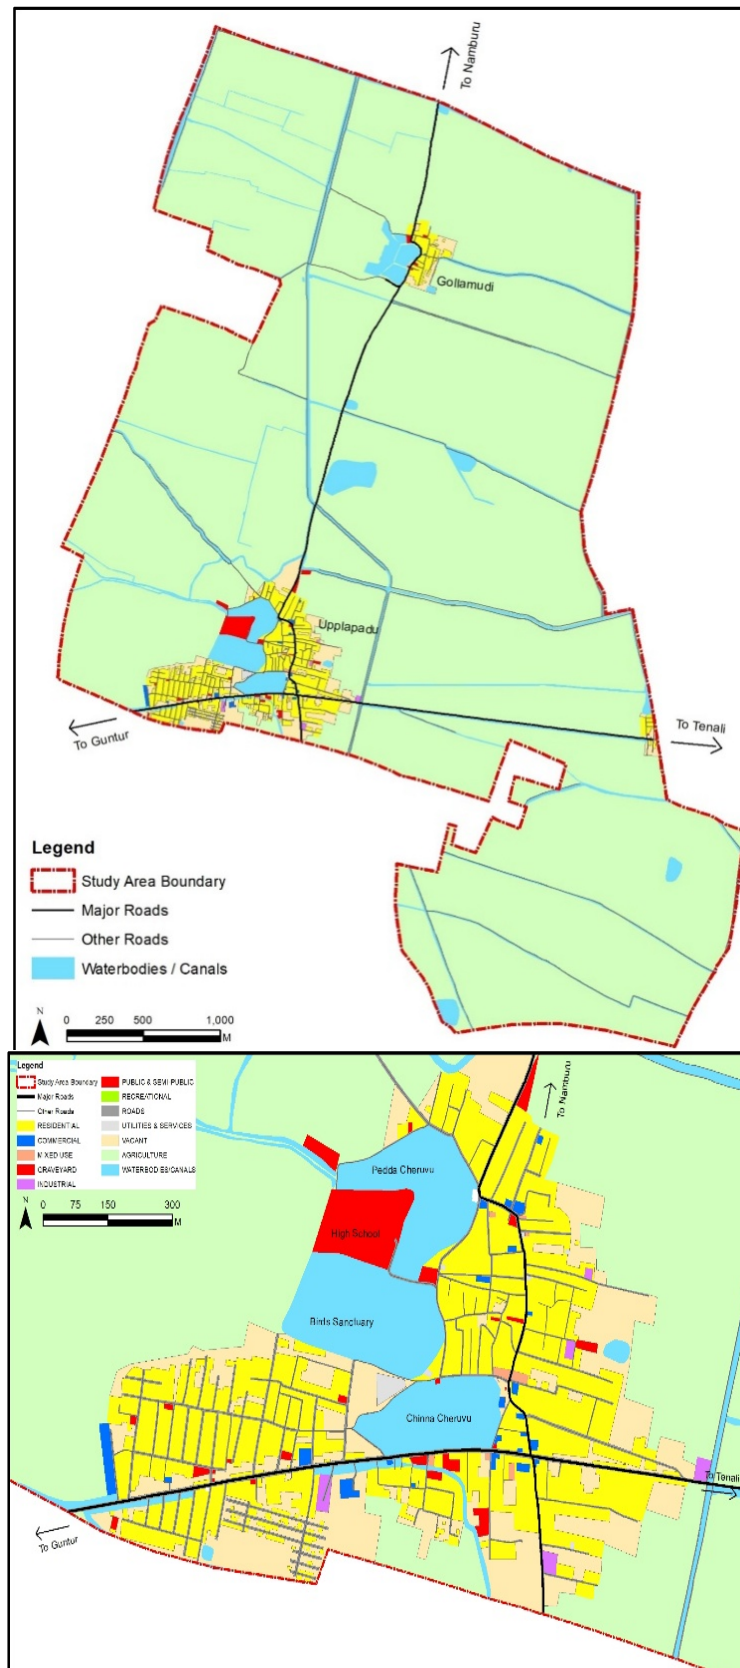 To Namburu
Gollamudi
Upplapadu
To Guntur
To Tenali
Legend
Study Area Boundary
Major Roads
Other Roads
Waterbodies / Canals
N
0 250 500 1,000
M
Legend
Study Area Boundary
Major Roads
Other Roads
RESIDENTIAL
COMMERCIAL
MIXED USE
GRAVEYARD
INDUSTRIAL
PUBLIC & SEMI PUBLIC
RECREATIONAL
ROADS
UTILITIES & SERVICES
VACANT
AGRICULTURE
WATERBODIES/CANALS
N
0 75 150 300
M
To Namburu
Pedda Cheruvu
High School
Birds Sanctuary
Chinna Cheruvu
To Tenali
To Guntur